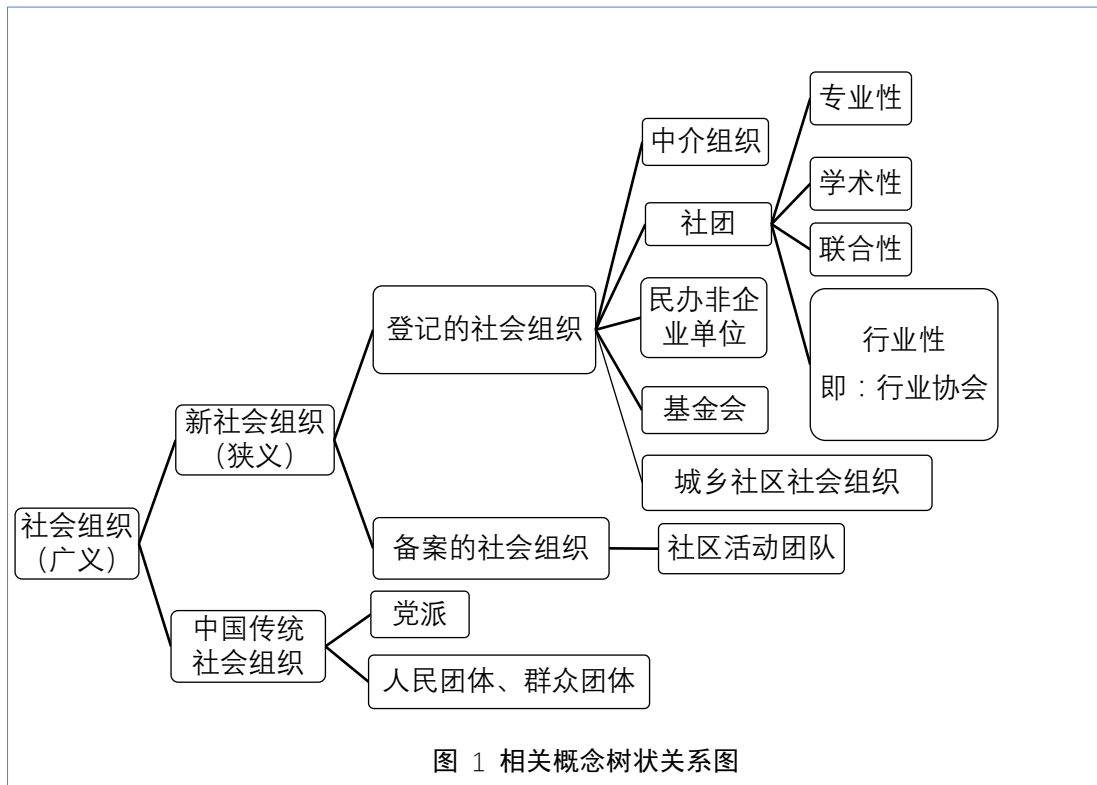 专业性
中介组织
学术性
社团
联合性
民办非企
业单位
登记的社会组织
行业性
即：行业协会
基金会
新社会组织
（狭义）
城乡社区社会组织
社会组织
（广义）
备案的社会组织
社区活动团队
党派
中国传统
社会组织
人民团体、群众团体
图 1 相关概念树状关系图